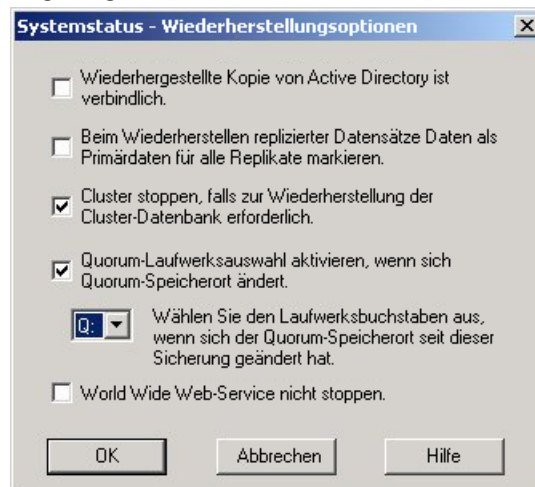 Systemstatus - Wiederherstellungsoptionen
Wiederhergestellte Kopie von Active Directory ist
verbindlich.
Beim Wiederherstellen replizierter Datensätze Daten als
Primärdaten für alle Replikate markieren.
Cluster stoppen, falls zur Wiederherstellung der
Cluster-Datenbank erforderlich.
Quorum-Laufwerksauswahl aktivieren, wenn sich
Quorum-Speicherort ändert.
Q:
Wählen Sie den Laufwerksbuchstaben aus,
wenn sich der Quorum-Speicherort seit dieser
Sicherung geändert hat.
World Wide Web-Service nicht stoppen.
OK
Abbrechen
Hilfe